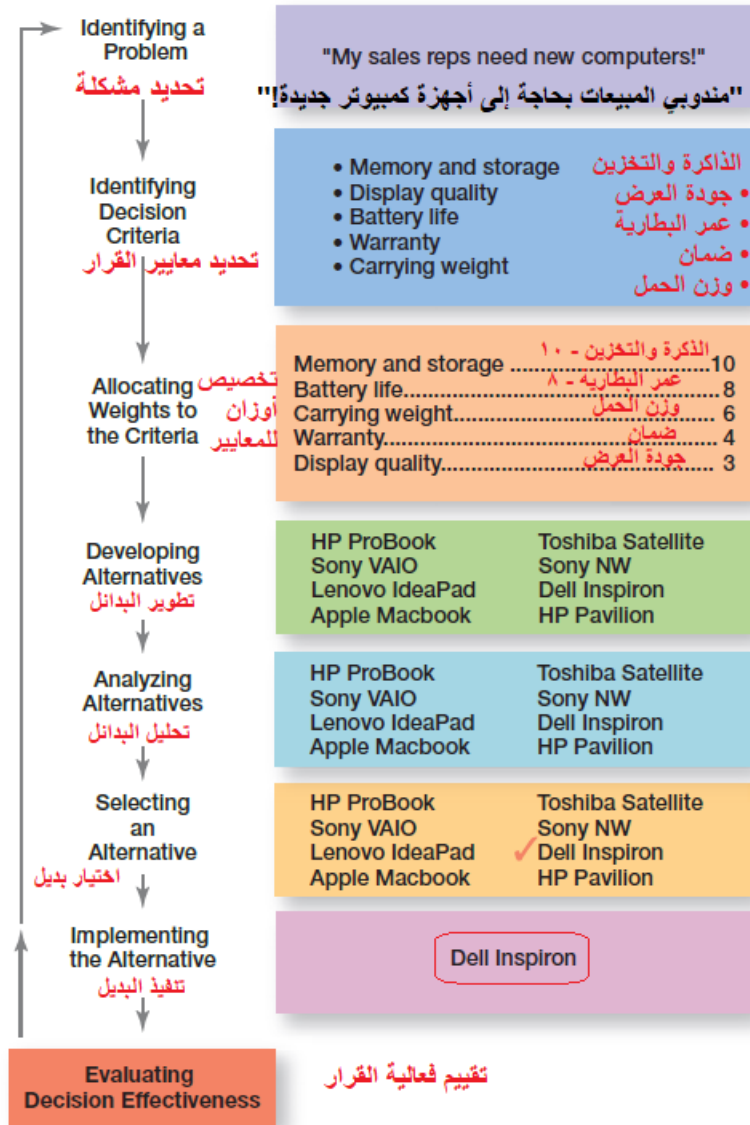 Identifying a
Problem
تحديد مشكلة
"My sales reps need new computers!"
"مندوبي المبيعات بحاجة إلى أجهزة كمبيوتر جديدة!"
Identifying
Decision
Criteria
تحديد معايير القرار
• Memory and storage
• Display quality
• Battery life
• Warranty
• Carrying weight
الذاكرة والتخزين
• جودة العرض
• عمر البطارية
• ضمان
• وزن الحمل
Allocating
Weights to
the Criteria
تخصيص
أوزان
للمعايير
Memory and storage ................................10
الذكرة والتخزين - ١٠
Battery life..................................................... 8
عمر البطارية - ٨
Carrying weight............................................ 6
وزن الحمل
Warranty........................................................ 4
ضمان
Display quality.............................................. 3
جودة العرض
Developing
Alternatives
تطوير البدائل
HP ProBook Toshiba Satellite
Sony VAIO Sony NW
Lenovo IdeaPad Dell Inspiron
Apple Macbook HP Pavilion
Analyzing
Alternatives
تحليل البدائل
HP ProBook Toshiba Satellite
Sony VAIO Sony NW
Lenovo IdeaPad Dell Inspiron
Apple Macbook HP Pavilion
Selecting
an
Alternative
اختيار بديل
HP ProBook Toshiba Satellite
Sony VAIO Sony NW
Lenovo IdeaPad ✓ Dell Inspiron
Apple Macbook HP Pavilion
Implementing
the Alternative
تنفيذ البديل
Dell Inspiron
Evaluating
Decision Effectiveness
تقييم فعالية القرار